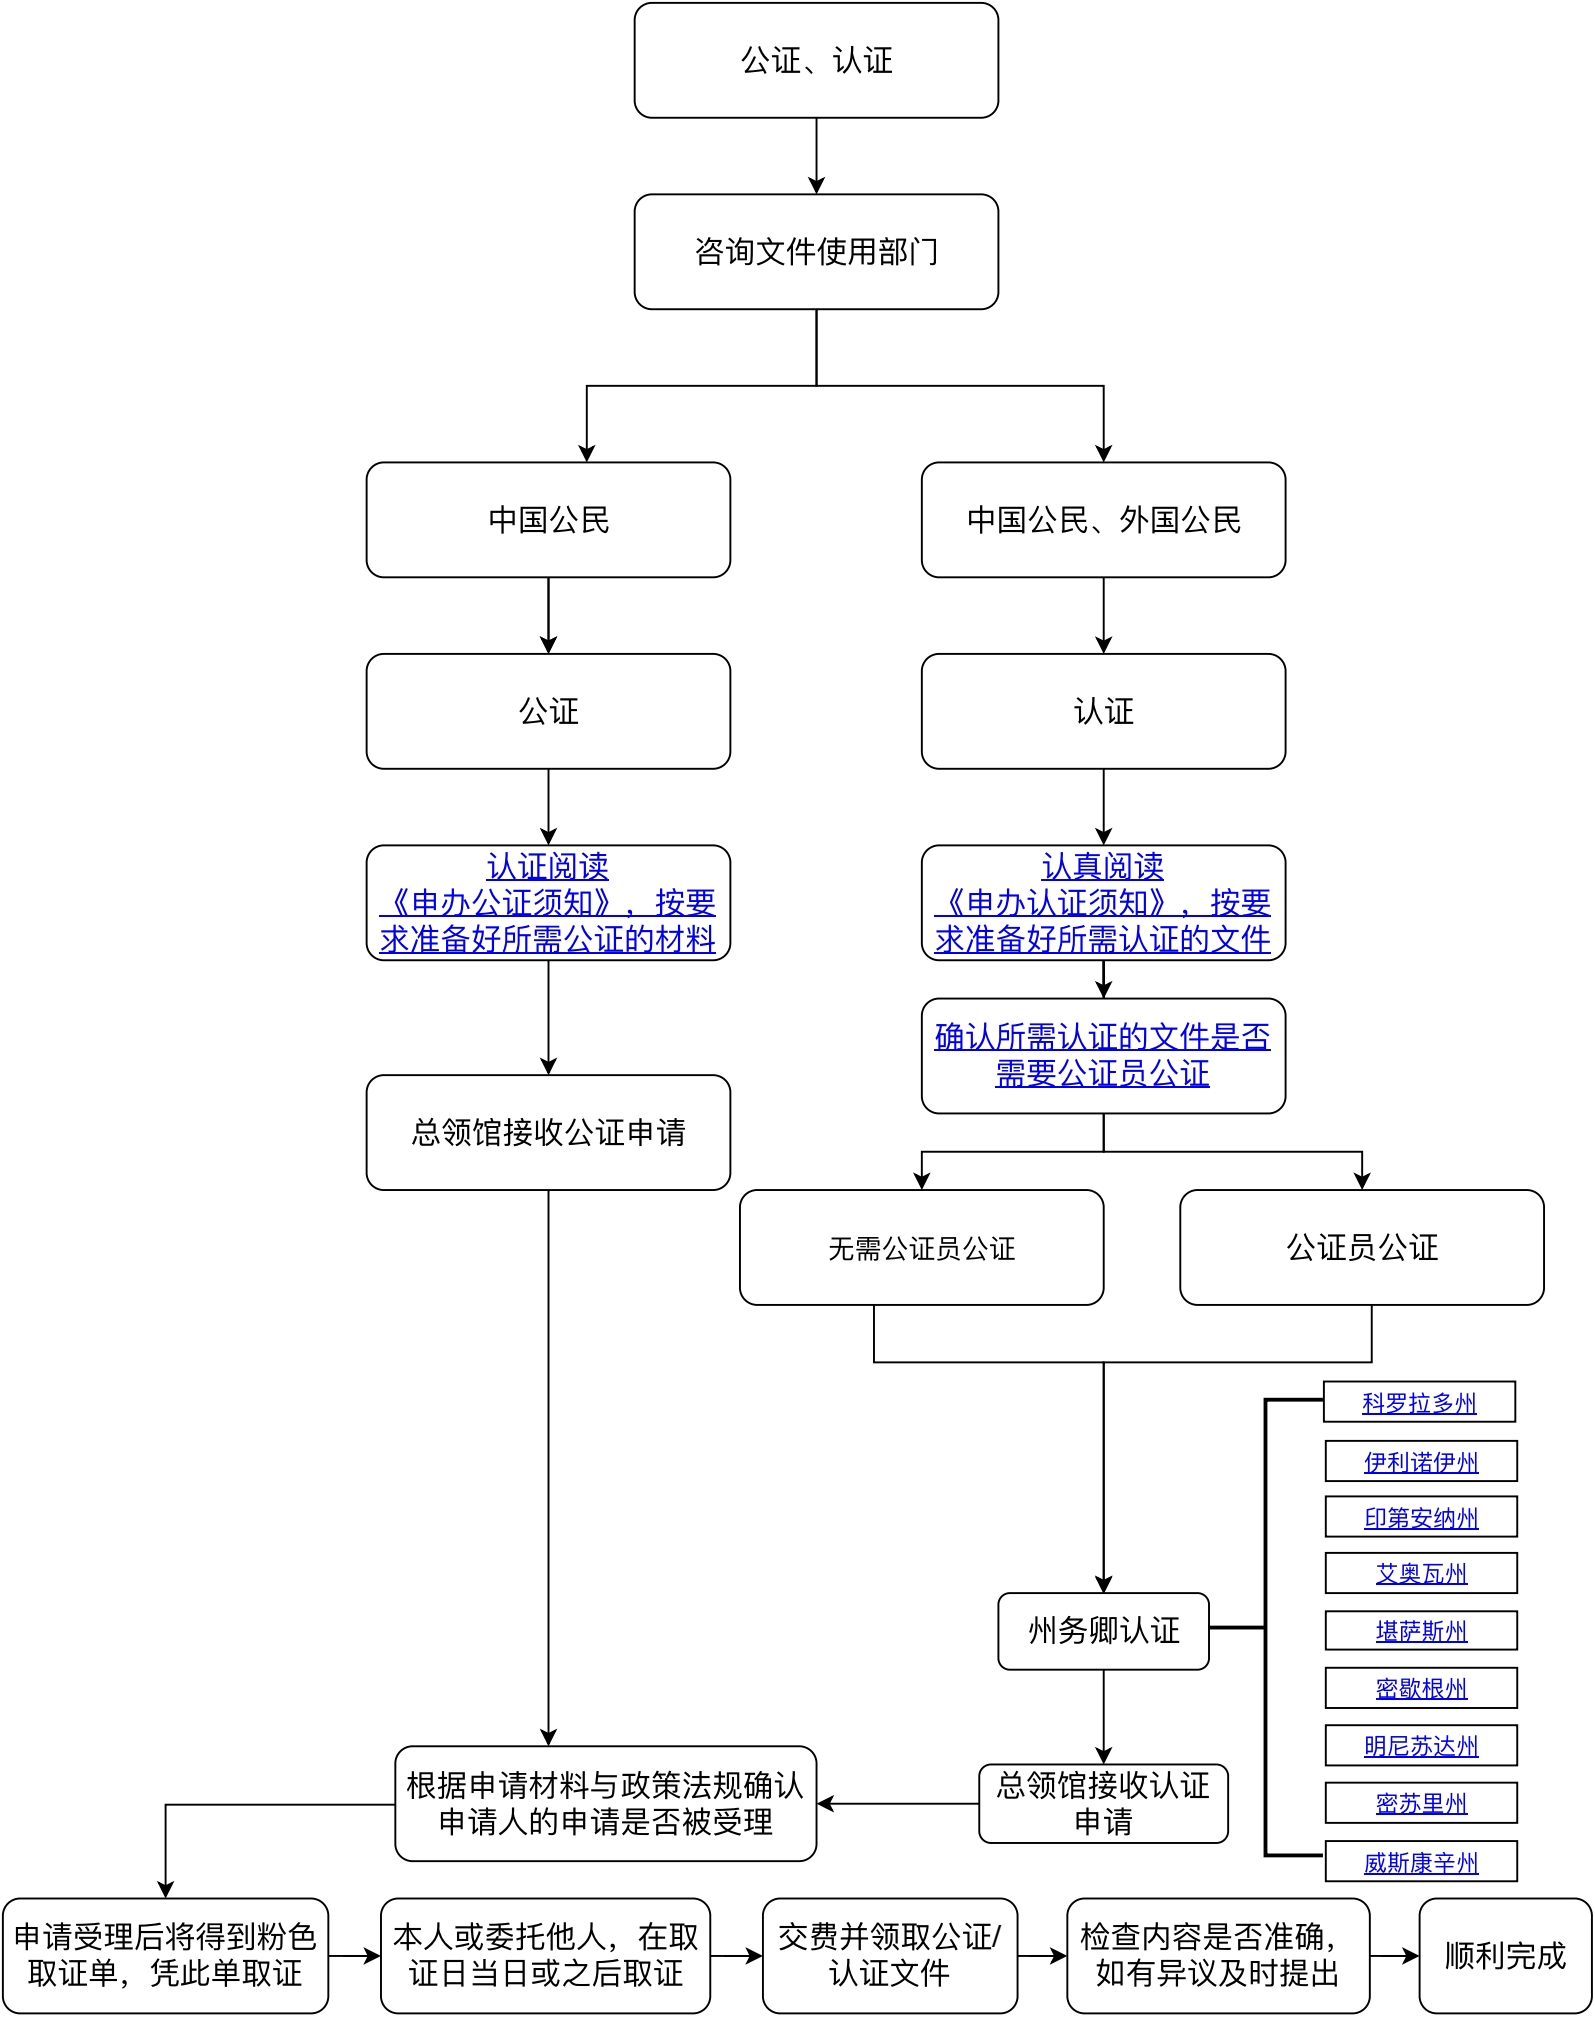 公证、认证
咨询文件使用部门
中国公民
中国公民、外国公民
公证
认证
认证阅读
《申办公证须知》，按要
求准备好所需公证的材料
认真阅读
《申办认证须知》，按要
求准备好所需认证的文件
确认所需认证的文件是否
需要公证员公证
总领馆接收公证申请
无需公证员公证
公证员公证
科罗拉多州
伊利诺伊州
印第安纳州
艾奥瓦州
堪萨斯州
密歇根州
明尼苏达州
密苏里州
威斯康辛州
州务卿认证
总领馆接收认证
申请
根据申请材料与政策法规确认
申请人的申请是否被受理
申请受理后将得到粉色
取证单，凭此单取证
本人或委托他人，在取
证日当日或之后取证
交费并领取公证/
认证文件
检查内容是否准确，
如有异议及时提出
顺利完成